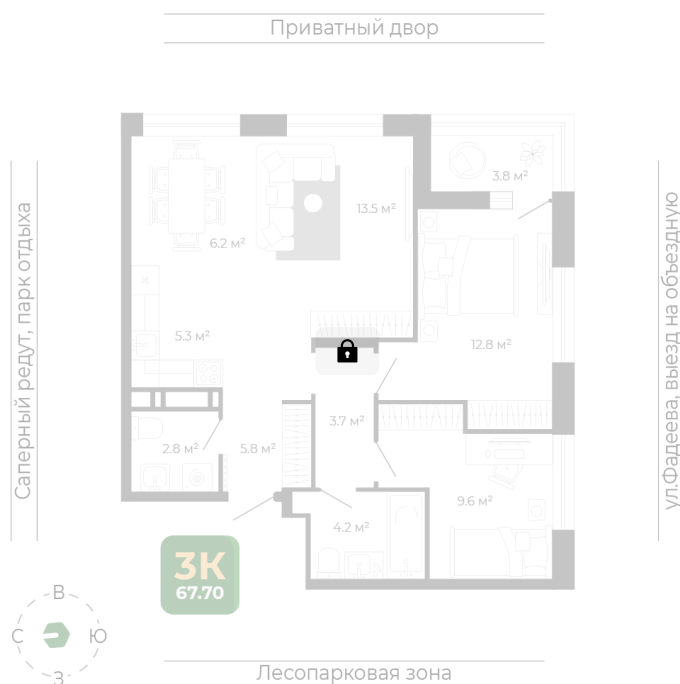 Приватный двор
3.8 м²
13.5 м²
6.2 м²
Саперный редут, парк отдыха
ул.Фадеева, выезд на объездную
5.3 м²
12.8 м²
3.7 м²
2.8 м²
5.8 м²
9.6 м²
4.2 м²
3К
67.70
В
С
Ю
З
Лесопарковая зона